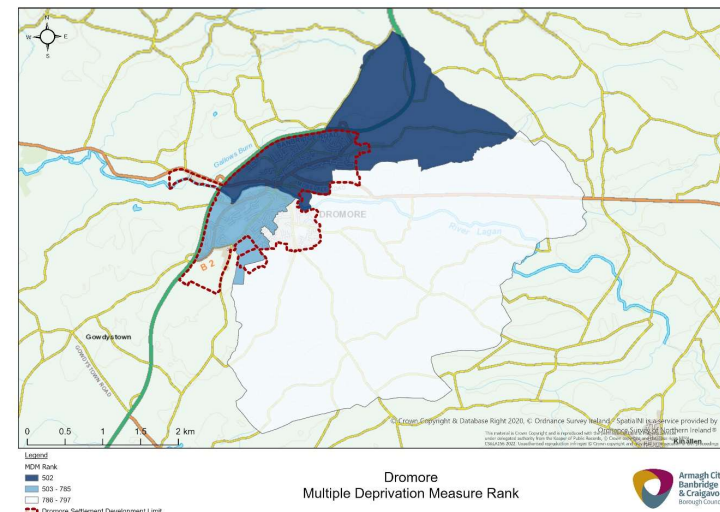 N
W E
S
Gallows Burn
DROMORE
River Lagan
B 2
Gowdystown
GOWDYSTOWN ROAD
Kinallen
© Crown Copyright & Database Right 2020, © Ordnance Survey Ireland. SpatialNI is a service provided by
Ordnance Survey of Northern Ireland®
0 0.5 1 1.5 2 km
Legend
MDM Rank
502
503 - 785
786 - 797
Dromore Settlement Development Limit
Dromore
Multiple Deprivation Measure Rank
Armagh City
Banbridge
& Craigavon
Borough Council